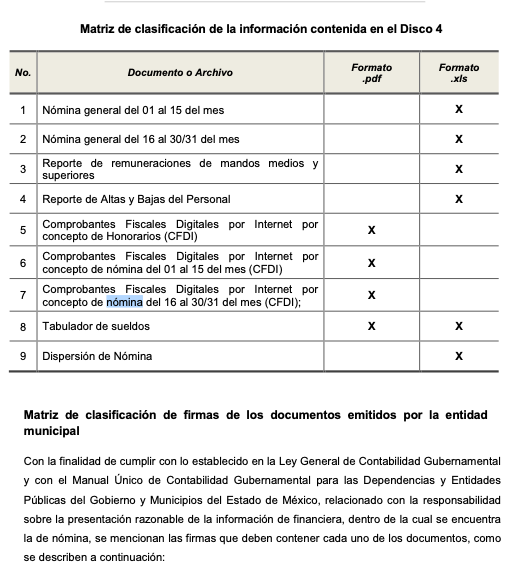 Matriz de clasificación de la información contenida en el Disco 4
No. Documento o Archivo Formato .pdf Formato .xls
1 Nómina general del 01 al 15 del mes X
2 Nómina general del 16 al 30/31 del mes X
3 Reporte de remuneraciones de mandos medios y
superiores X
4 Reporte de Altas y Bajas del Personal X
5 Comprobantes Fiscales Digitales por Internet por
concepto de Honorarios (CFDI) X
6 Comprobantes Fiscales Digitales por Internet por
concepto de nómina del 01 al 15 del mes (CFDI) X
7 Comprobantes Fiscales Digitales por Internet por
concepto de nómina del 16 al 30/31 del mes (CFDI); X
8 Tabulador de sueldos X X
9 Dispersión de Nómina X
Matriz de clasificación de firmas de los documentos emitidos por la entidad
municipal
Con la finalidad de cumplir con lo establecido en la Ley General de Contabilidad Gubernamental
y con el Manual Único de Contabilidad Gubernamental para las Dependencias y Entidades
Públicas del Gobierno y Municipios del Estado de México, relacionado con la responsabilidad
sobre la presentación razonable de la información de financiera, dentro de la cual se encuentra
la de nómina, se mencionan las firmas que deben contener cada uno de los documentos, como
se describen a continuación: